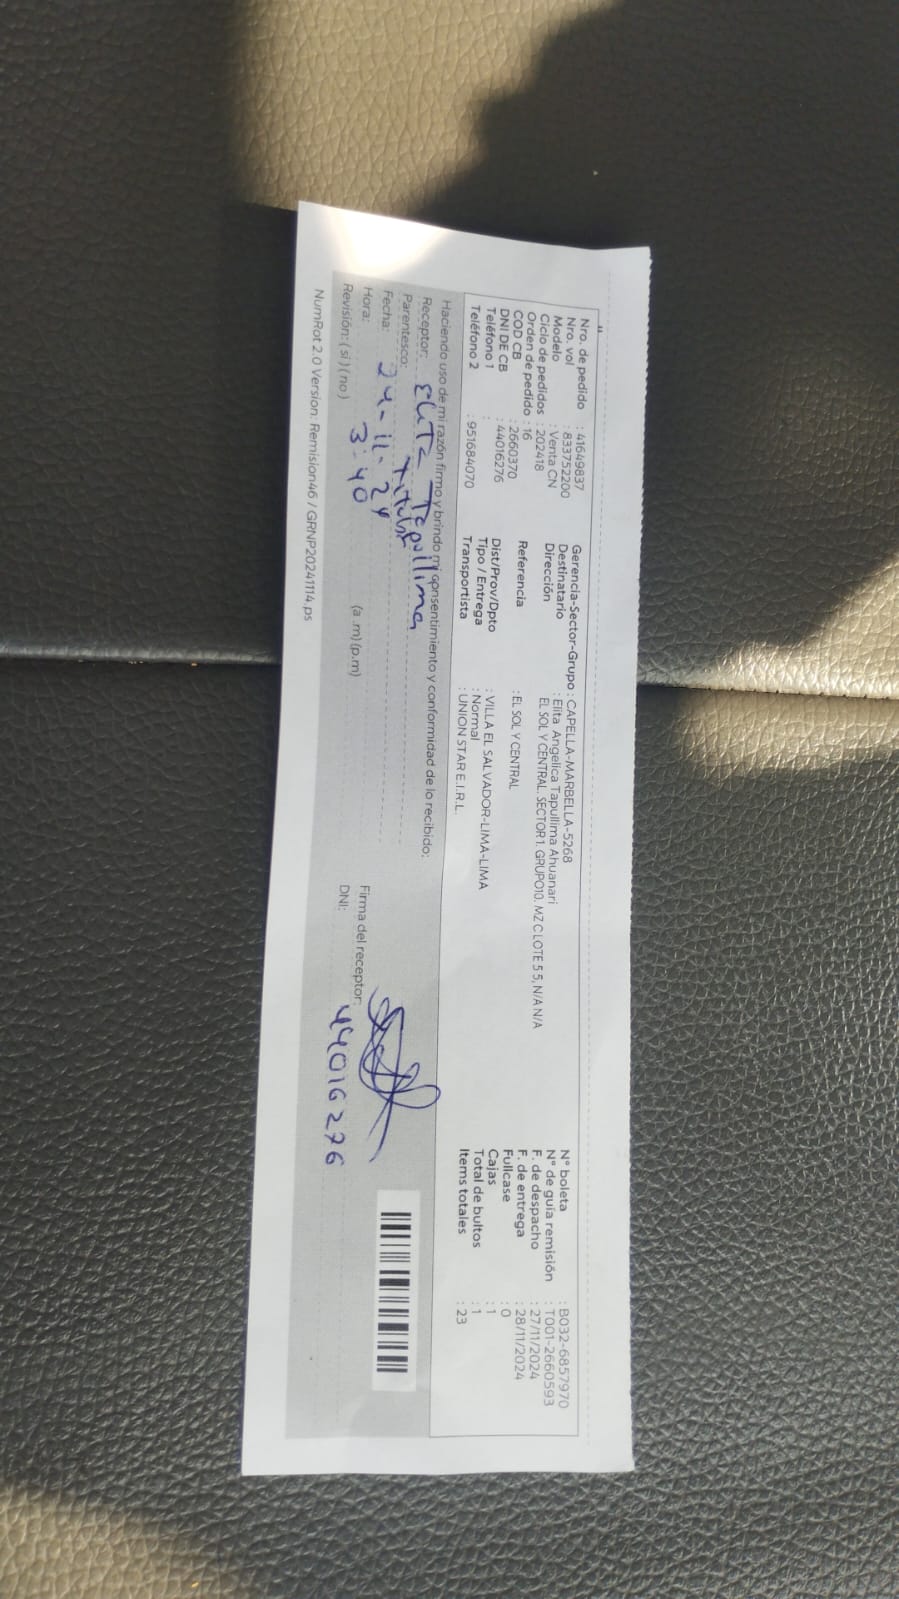 Nro. de pedido : 41649837
Nro. vol : 833752200
Modelo : Venta CN
Ciclo de pedidos : 202418
Orden de pedido : 16
COD CB : 2660370
DNI DE CB : 44016276
Teléfono 1 :
Teléfono 2 : 951684070
Gerencia-Sector-Grupo : CAPELLA-MARBELLA-5268
Destinatario : Elita Angelica Tapullima Ahuanari
Dirección EL SOL Y CENTRAL. SECTOR 1. GRUPO10. MZ C LOTE 5 5, N/A N/A
Referencia : EL SOL Y CENTRAL
Dist/Prov/Dpto : VILLA EL SALVADOR-LIMA-LIMA
Tipo / Entrega : Normal
Transportista : UNION STAR E.I.R.L.
N° boleta : B032-6857970
N° de guía remisión : T001-2660593
F. de despacho : 27/11/2024
F. de entrega : 28/11/2024
Fullcase : 0
Cajas : 1
Total de bultos : 1
Items totales : 23
Haciendo uso de mi razón firmo y brindo mi consentimiento y conformidad de lo recibido:
Receptor: Elita Tapullima
Parentesco: titular
Fecha: 24-11-24
Hora: 3:40 (a .m) (p.m)
Revisión: ( si ) ( no )
Firma del receptor:
DNI: 44016276
NumRot 2.0 Version: Remision46 / GRNP20241114.ps